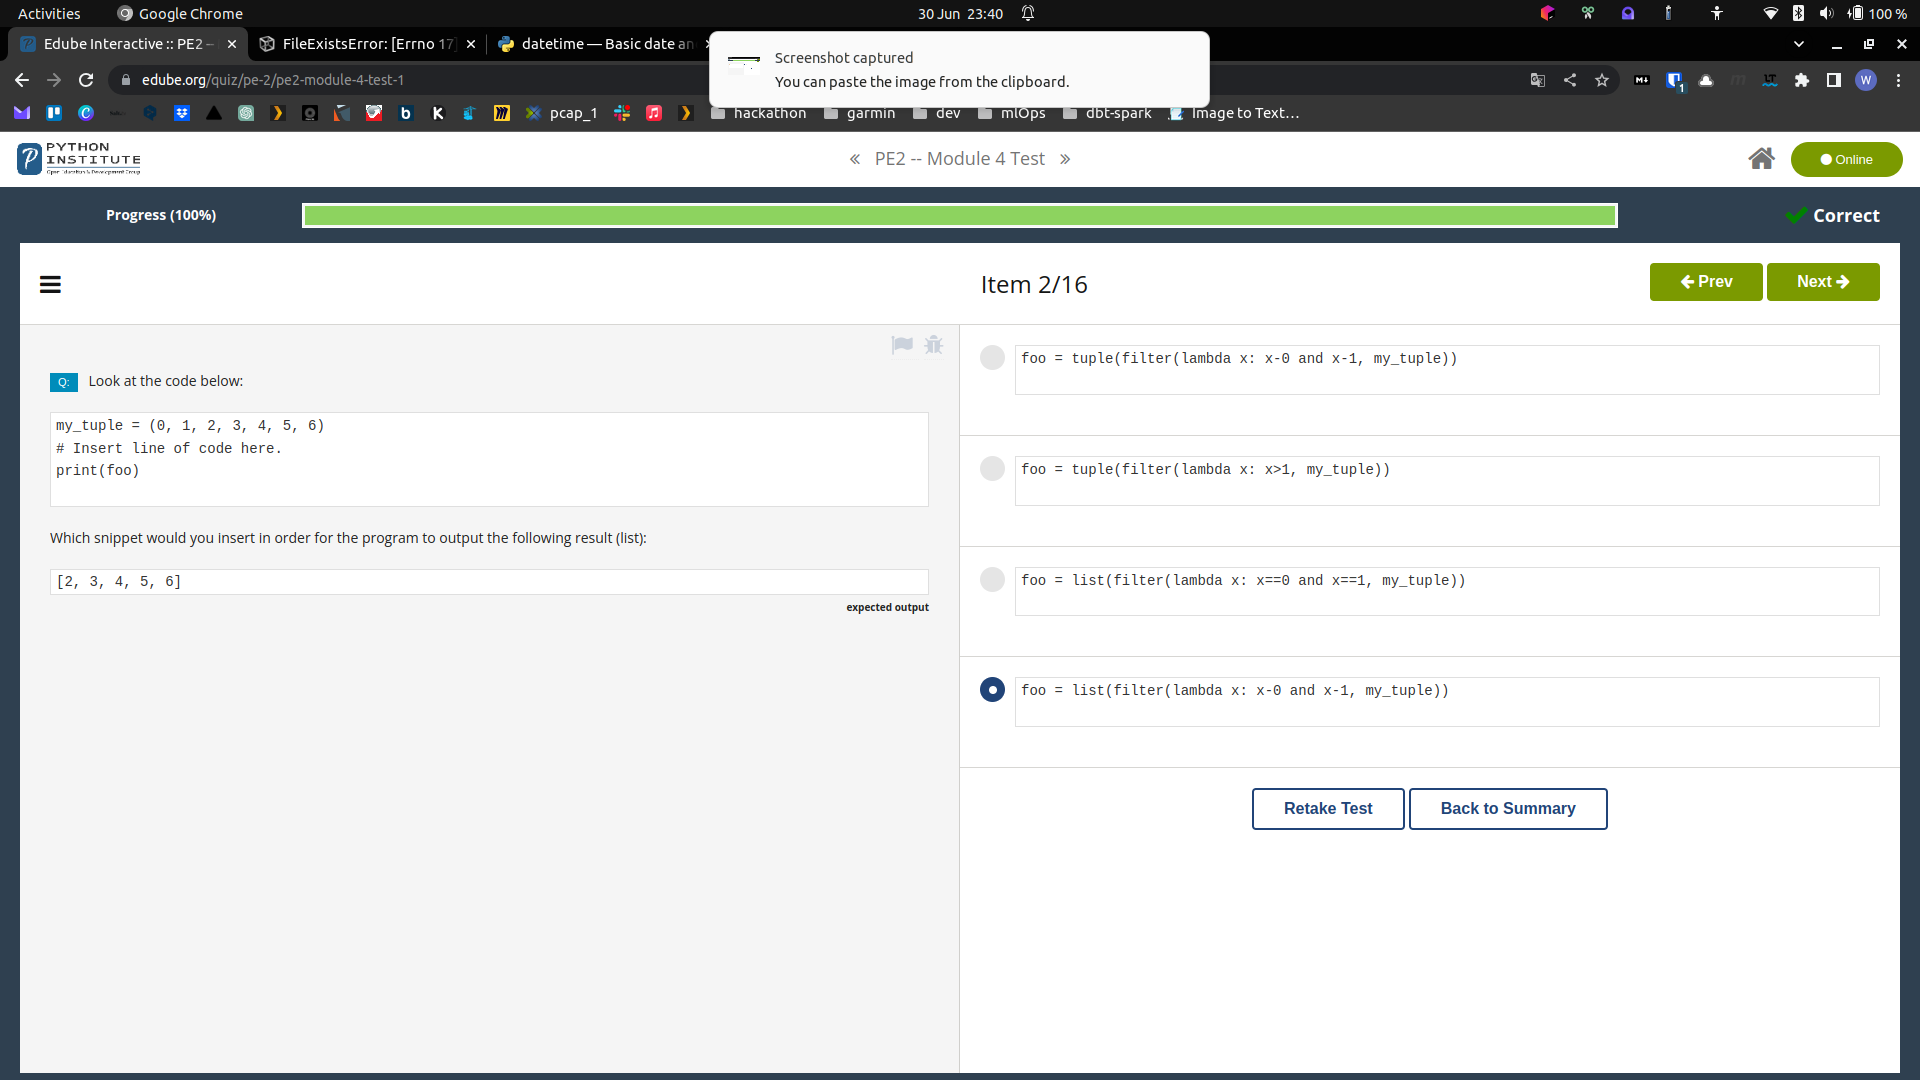 Activities
Google Chrome
30 Jun 23:40
100 %
Edube Interactive :: PE2 –
FileExistsError: [Errno 17]
datetime — Basic date an
Screenshot captured
You can paste the image from the clipboard.
edube.org/quiz/pe-2/pe2-module-4-test-1
pcap_1
hackathon
garmin
dev
mlOps
dbt-spark
Image to Text…
PYTHON
INSTITUTE
Open Education & Development Group
« PE2 -- Module 4 Test »
Online
Progress (100%)
Correct
Item 2/16
Prev
Next
Q: Look at the code below:
my_tuple = (0, 1, 2, 3, 4, 5, 6)
# Insert line of code here.
print(foo)
Which snippet would you insert in order for the program to output the following result (list):
[2, 3, 4, 5, 6]
expected output
foo = tuple(filter(lambda x: x-0 and x-1, my_tuple))
foo = tuple(filter(lambda x: x>1, my_tuple))
foo = list(filter(lambda x: x==0 and x==1, my_tuple))
foo = list(filter(lambda x: x-0 and x-1, my_tuple))
Retake Test
Back to Summary